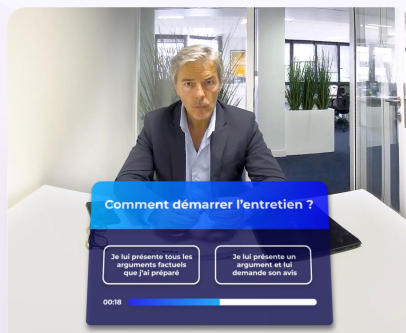 Comment démarrer l'entretien ?
Je lui présente tous les
arguments factuels
que j'ai préparé
Je lui présente un
argument et lui
demande son avis
00:18